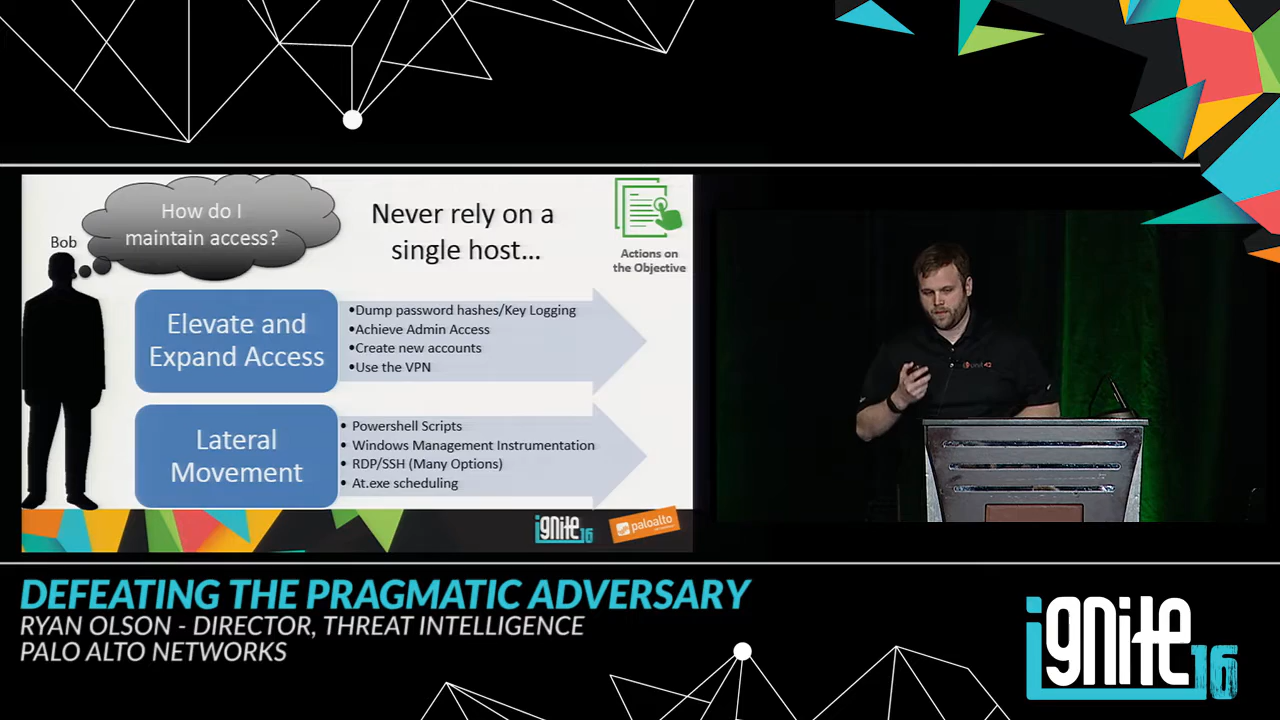 How do I
maintain access?
Bob
Never rely on a
single host...
Actions on
the Objective
Elevate and
Expand Access
•Dump password hashes/Key Logging
•Achieve Admin Access
•Create new accounts
•Use the VPN
Lateral
Movement
• Powershell Scripts
• Windows Management Instrumentation
• RDP/SSH (Many Options)
• At.exe scheduling
ignite16
paloalto
DEFEATING THE PRAGMATIC ADVERSARY
RYAN OLSON - DIRECTOR, THREAT INTELLIGENCE
PALO ALTO NETWORKS
ignite16